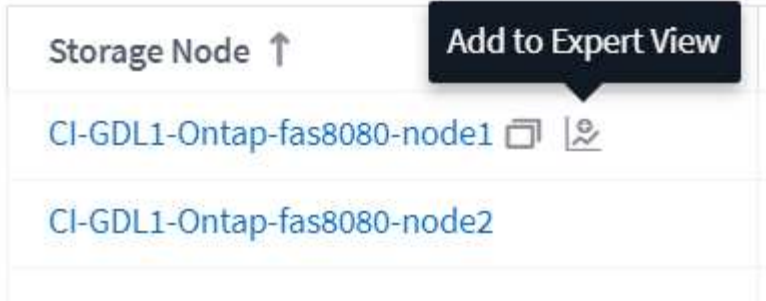 Add to Expert View
Storage Node ↑
CI-GDL1-Ontap-fas8080-node1
CI-GDL1-Ontap-fas8080-node2